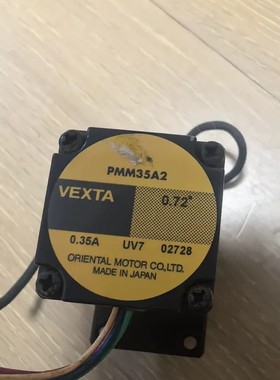 PMM35A2
VEXTA 0.72°
0.35A UV7 02728
ORIENTAL MOTOR CO.,LTD.
MADE IN JAPAN